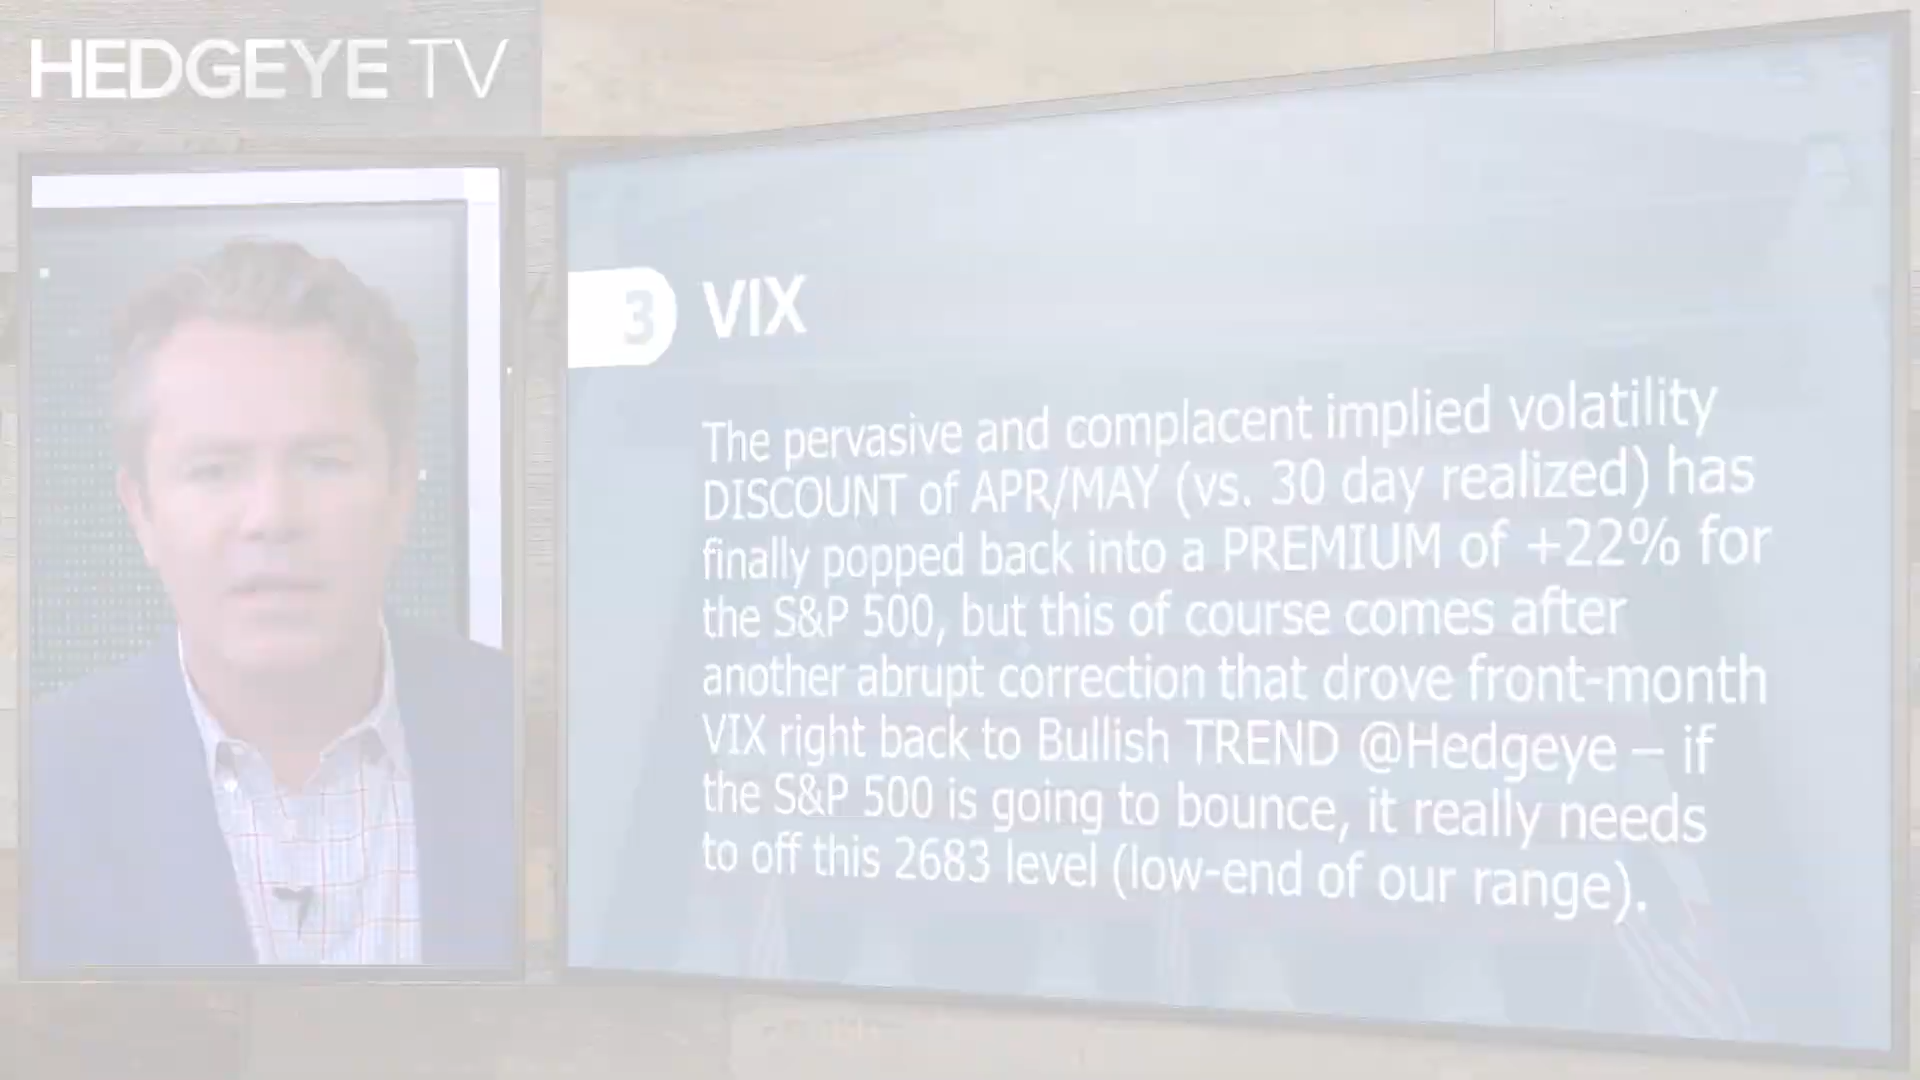 HEDGEYE TV
3 VIX
The pervasive and complacent implied volatility
DISCOUNT of APR/MAY (vs. 30 day realized) has
finally popped back into a PREMIUM of +22% for
the S&P 500, but this of course comes after
another abrupt correction that drove front-month
VIX right back to Bullish TREND @Hedgeye – if
the S&P 500 is going to bounce, it really needs
to off this 2683 level (low-end of our range).